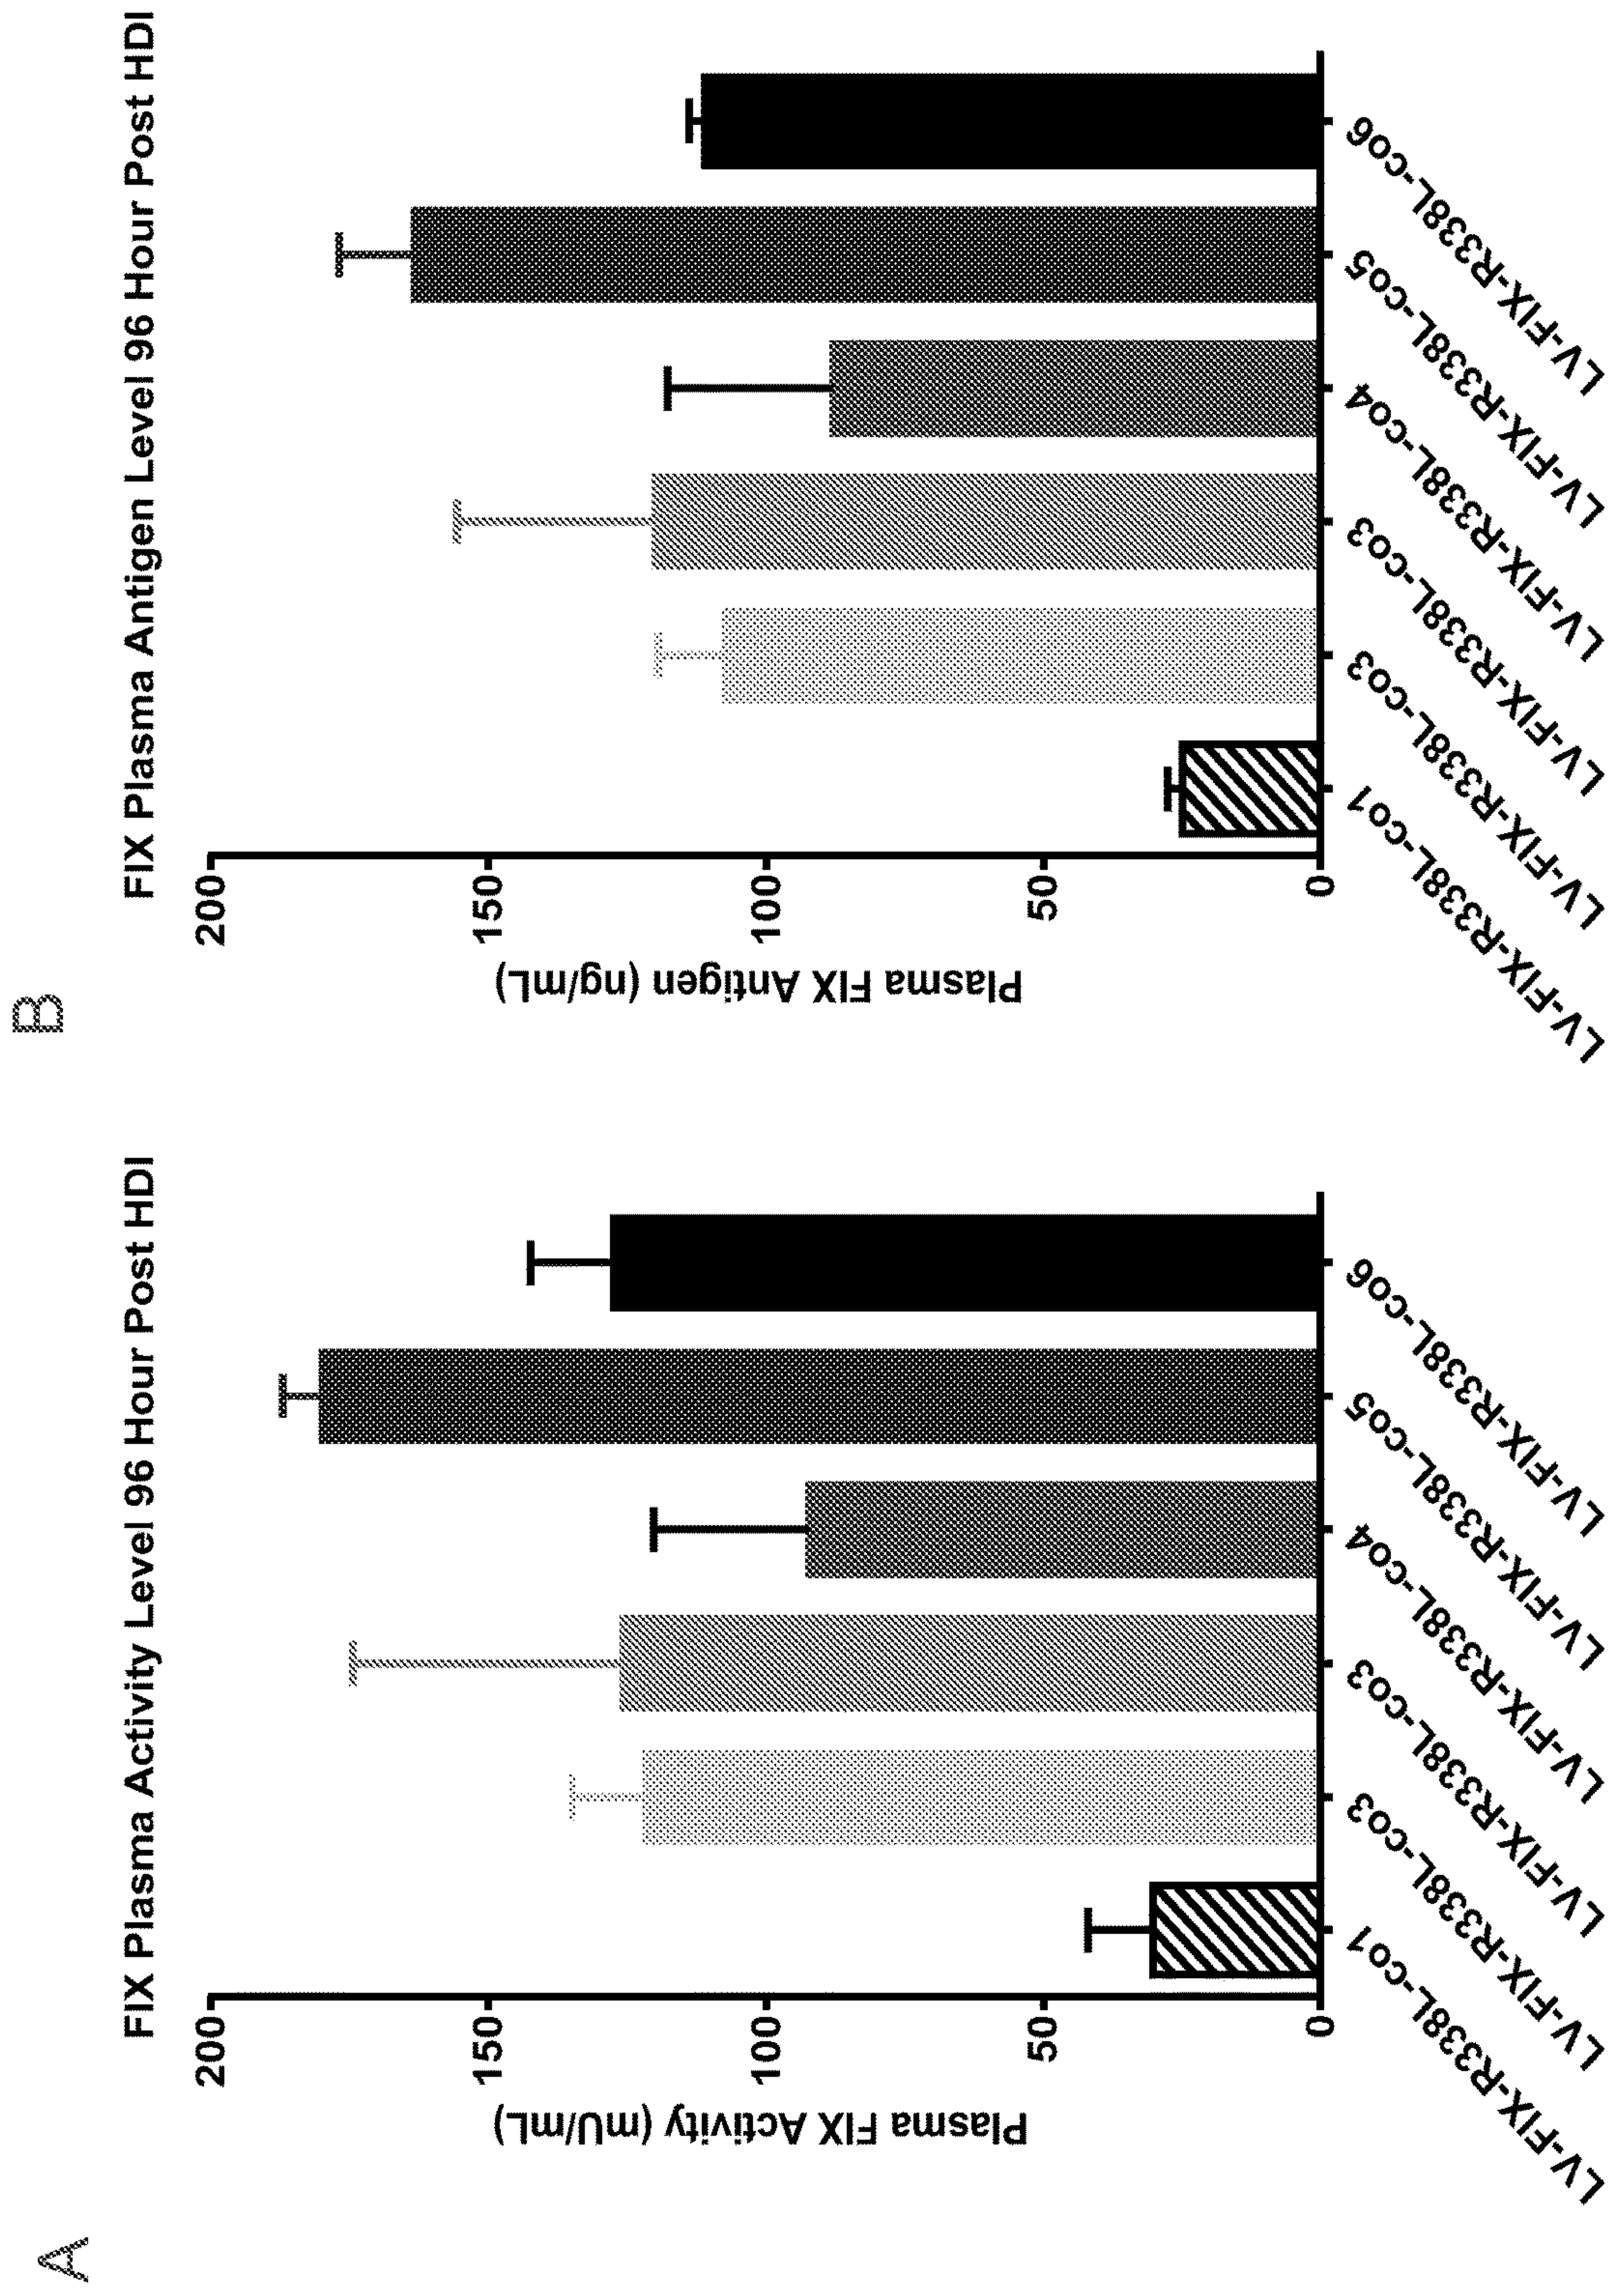 A
FIX Plasma Activity Level 96 Hour Post HDI
Plasma FIX Activity (mU/mL)
200
150
100
50
0
LV-FIX-R338L-co1
LV-FIX-R338L-co3
LV-FIX-R338L-co3
LV-FIX-R338L-co4
LV-FIX-R338L-co5
LV-FIX-R338L-co6
B
FIX Plasma Antigen Level 96 Hour Post HDI
Plasma FIX Antigen (ng/mL)
200
150
100
50
0
LV-FIX-R338L-co1
LV-FIX-R338L-co3
LV-FIX-R338L-co3
LV-FIX-R338L-co4
LV-FIX-R338L-co5
LV-FIX-R338L-co6